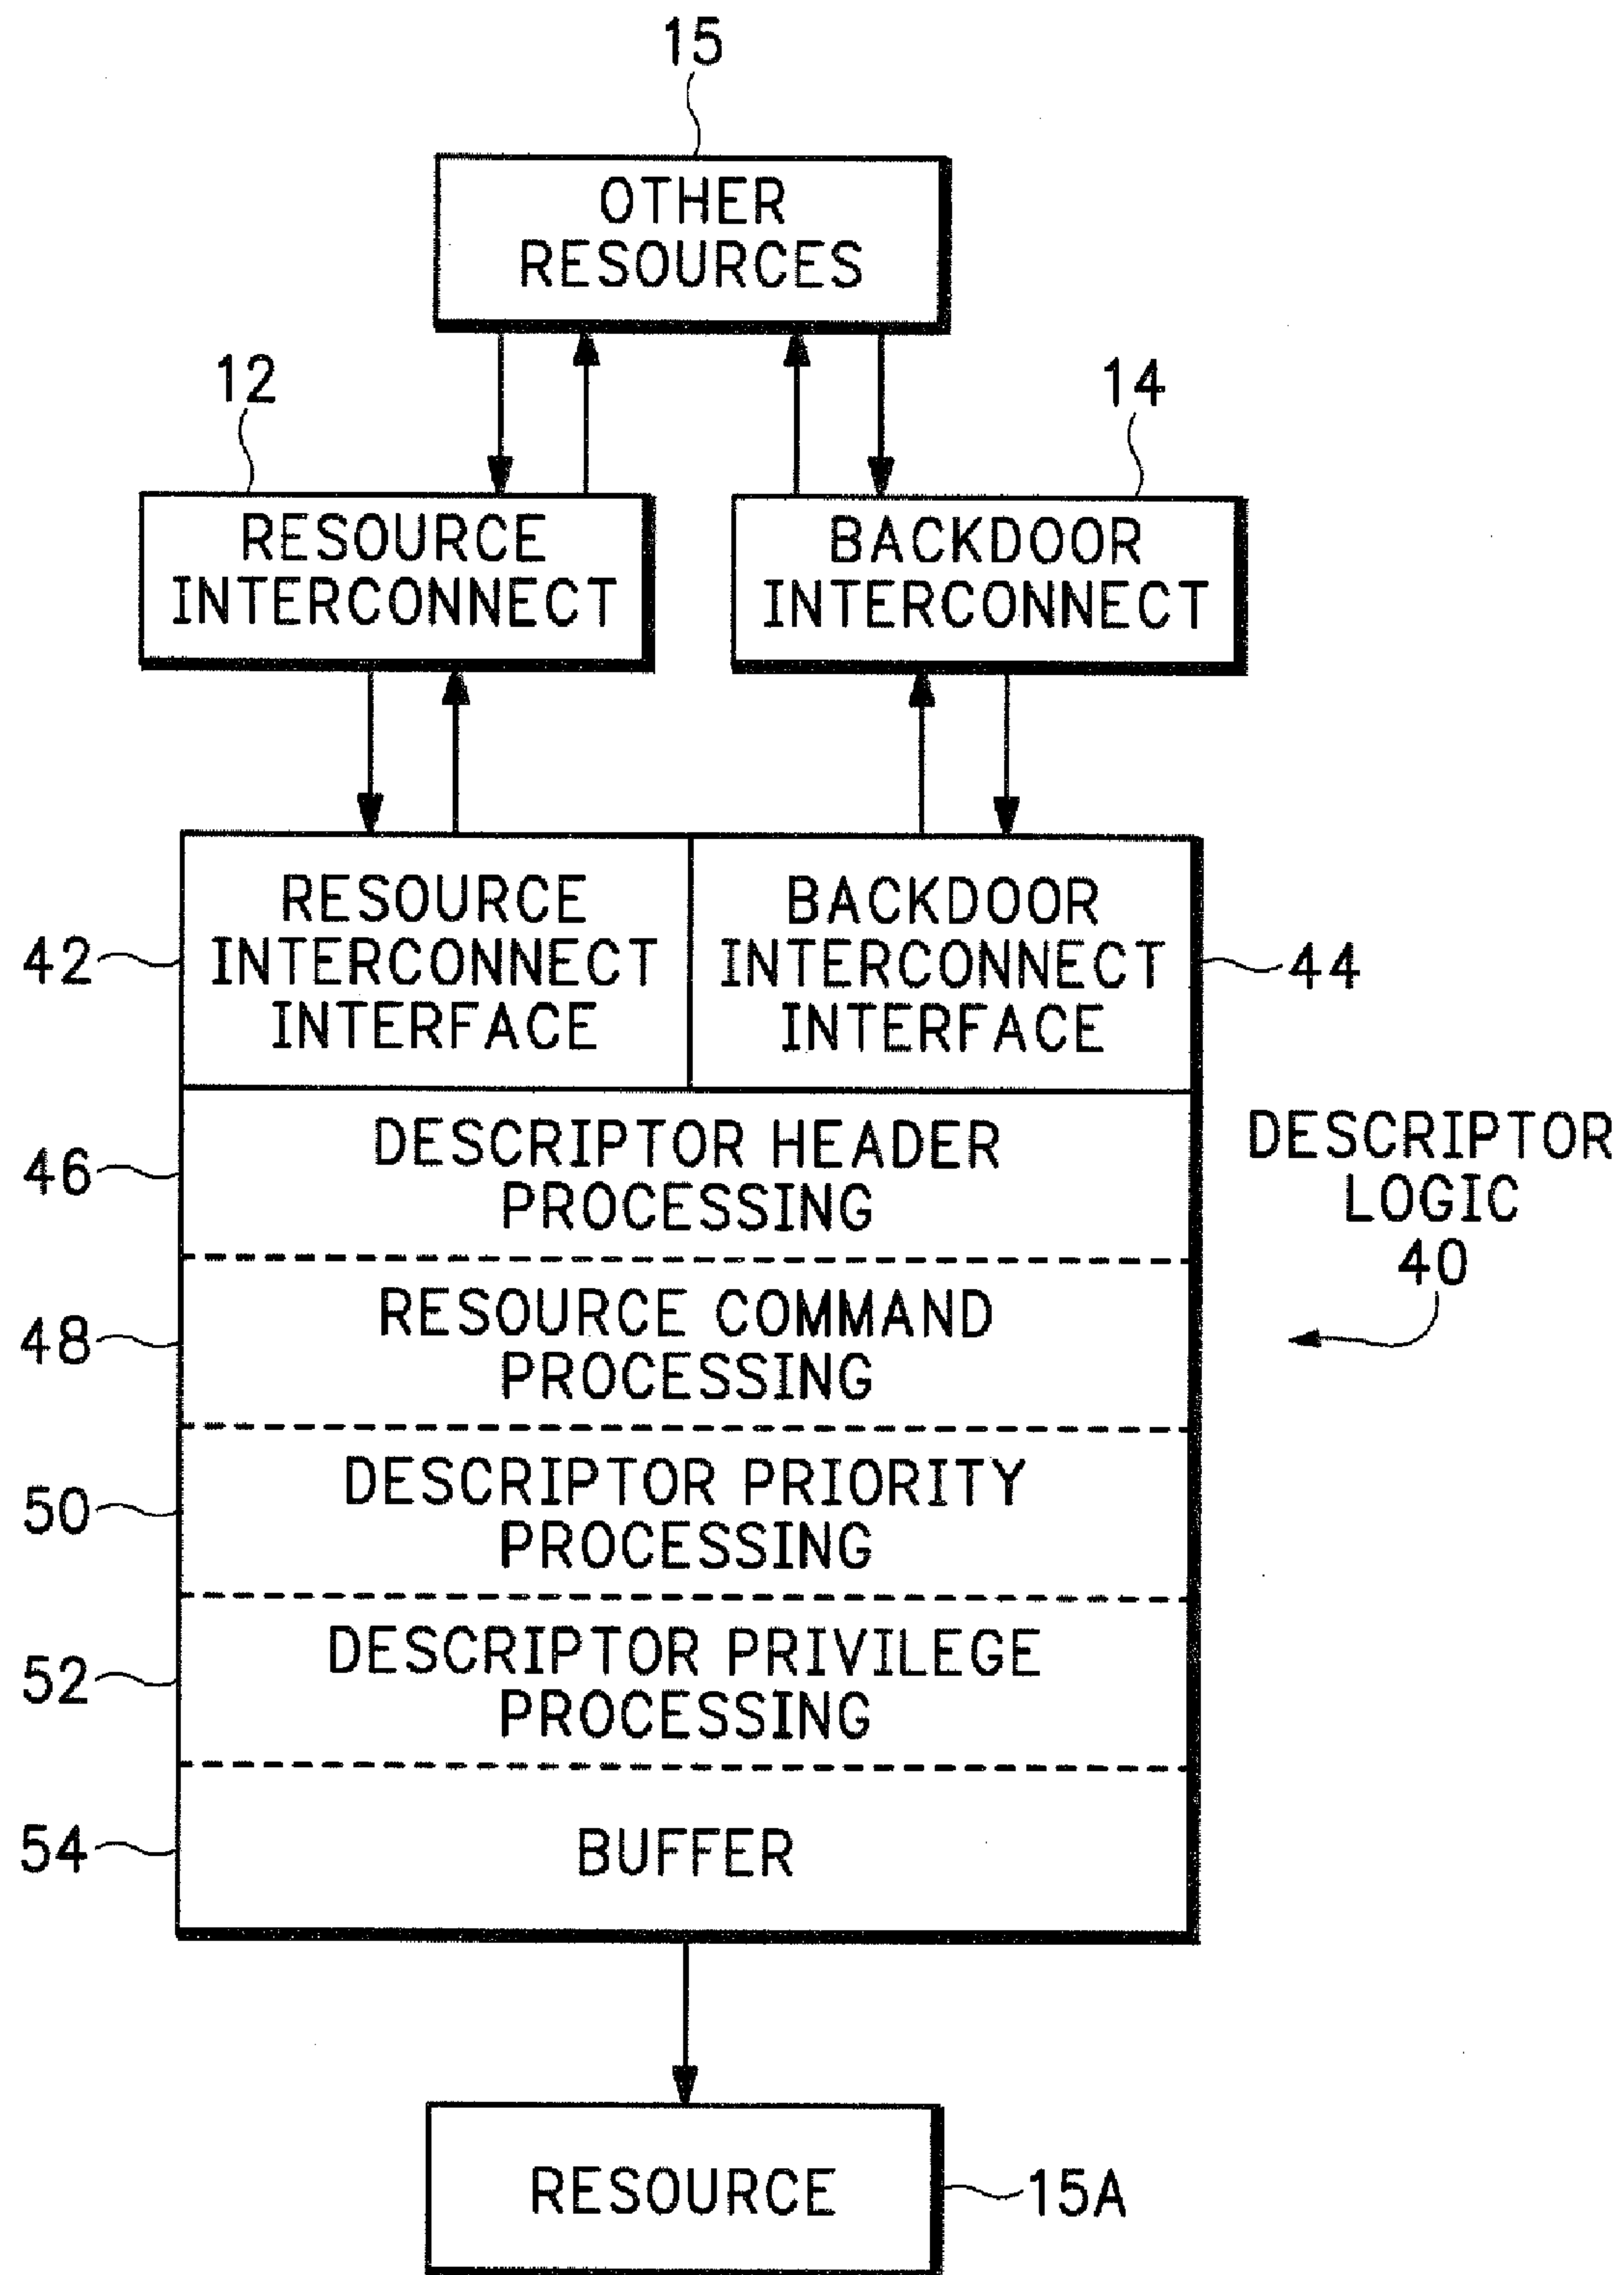 15
OTHER
RESOURCES
12
14
RESOURCE
INTERCONNECT
BACKDOOR
INTERCONNECT
RESOURCE
INTERCONNECT
INTERFACE
BACKDOOR
INTERCONNECT
INTERFACE
42
44
DESCRIPTOR HEADER
PROCESSING
46
DESCRIPTOR
LOGIC
40
RESOURCE COMMAND
PROCESSING
48
DESCRIPTOR PRIORITY
PROCESSING
50
DESCRIPTOR PRIVILEGE
PROCESSING
52
BUFFER
54
RESOURCE
15A